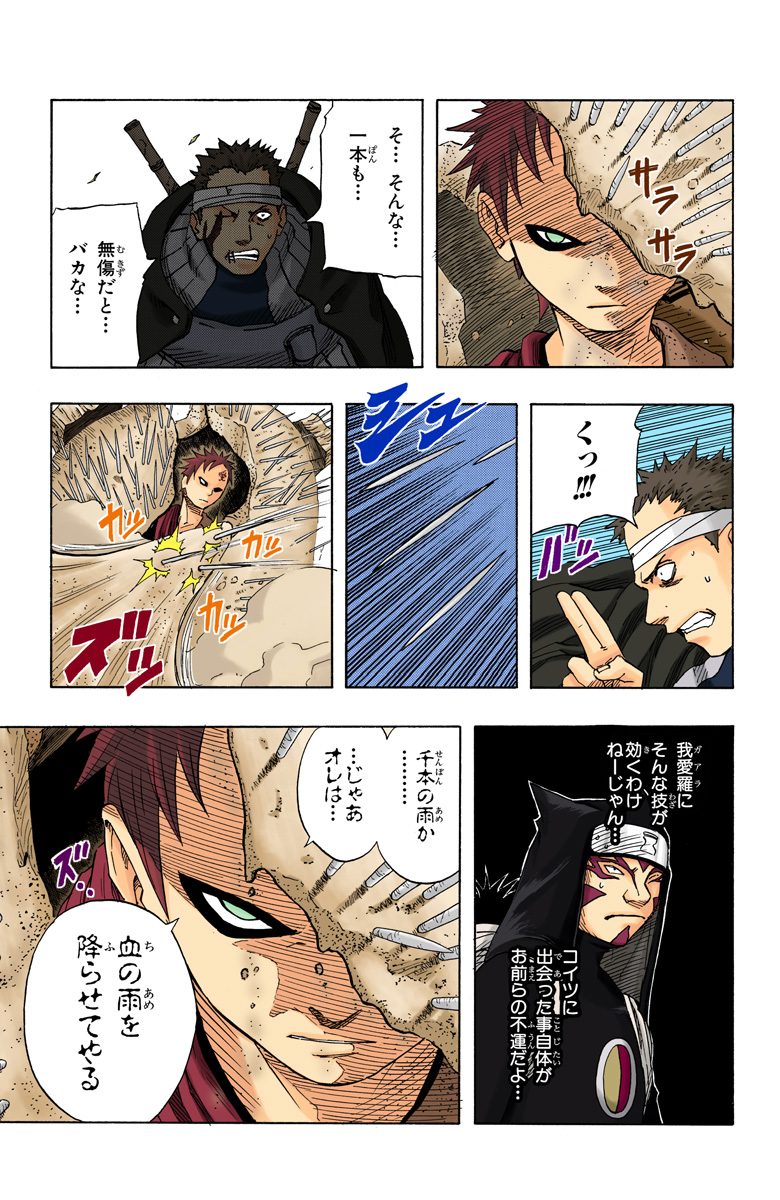 サラ
サラ
そ…そんな…
一本も…
無傷だと…
バカな…
くっ!!!
バッ
シュ
ガッ
ガッ
ガッ
ズッ
我愛羅に
そんな技が
効くわけ
ねーじゃん…
コイツに
出会った事自体が
お前らの不運だよ…
千本の雨か
…………
…じゃあ
オレは…
ズ..
血の雨を
降らせてやる